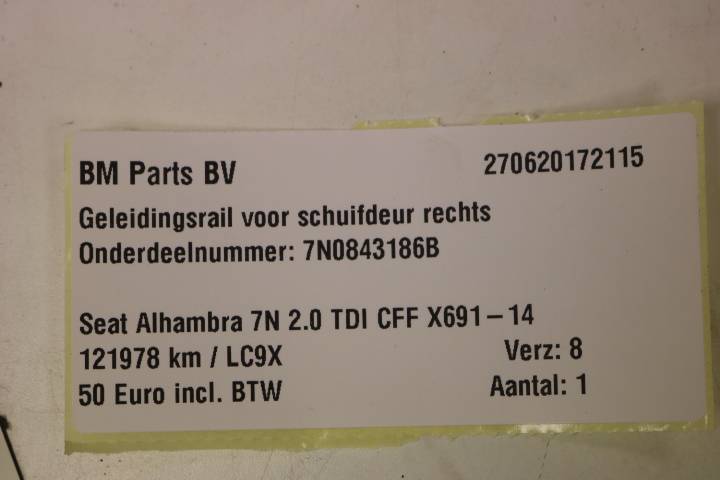 BM Parts BV 270620172115
Geleidingsrail voor schuifdeur rechts
Onderdeelnummer: 7N0843186B
Seat Alhambra 7N 2.0 TDI CFF X691-14
121978 km / LC9X Verz: 8
50 Euro incl. BTW Aantal: 1